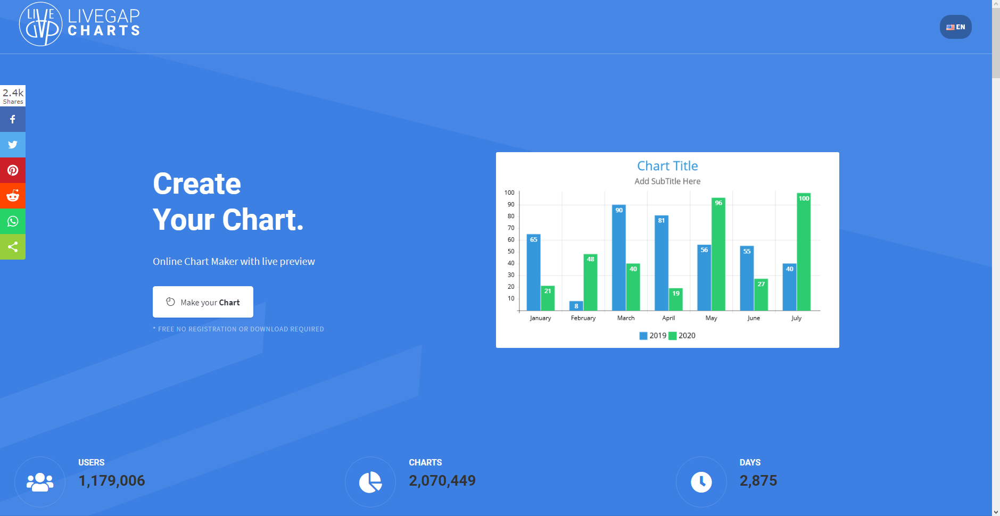 LIVE
GAP
LIVEGAP
CHARTS
EN
2.4k
Shares
Create
Your Chart.
Online Chart Maker with live preview
Make your Chart
* FREE NO REGISTRATION OR DOWNLOAD REQUIRED
Chart Title
Add SubTitle Here
100
90
80
70
60
50
40
30
20
10
65
21
8
48
90
40
81
19
56
96
55
27
40
100
January February March April May June July
2019 2020
USERS
1,179,006
CHARTS
2,070,449
DAYS
2,875